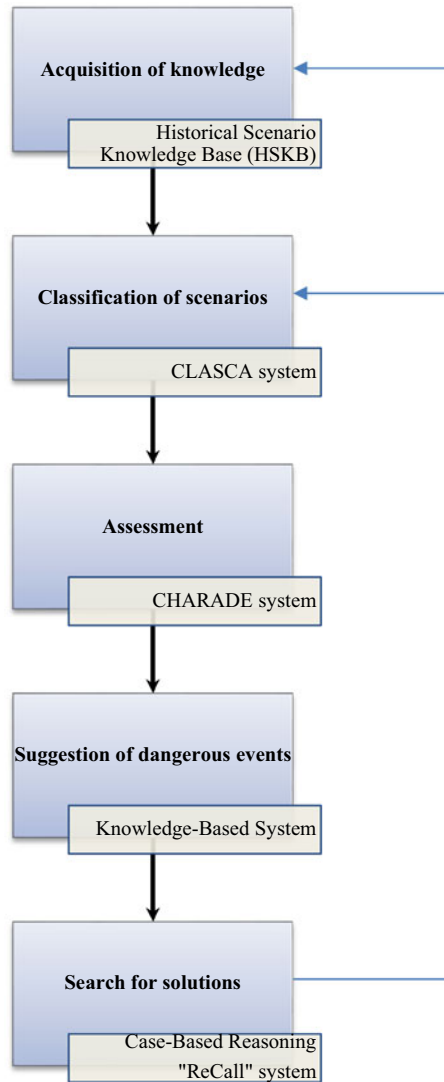 Acquisition of knowledge
Historical Scenario
Knowledge Base (HSKB)
Classification of scenarios
CLASCA system
Assessment
CHARADE system
Suggestion of dangerous events
Knowledge-Based System
Search for solutions
Case-Based Reasoning
"ReCall" system